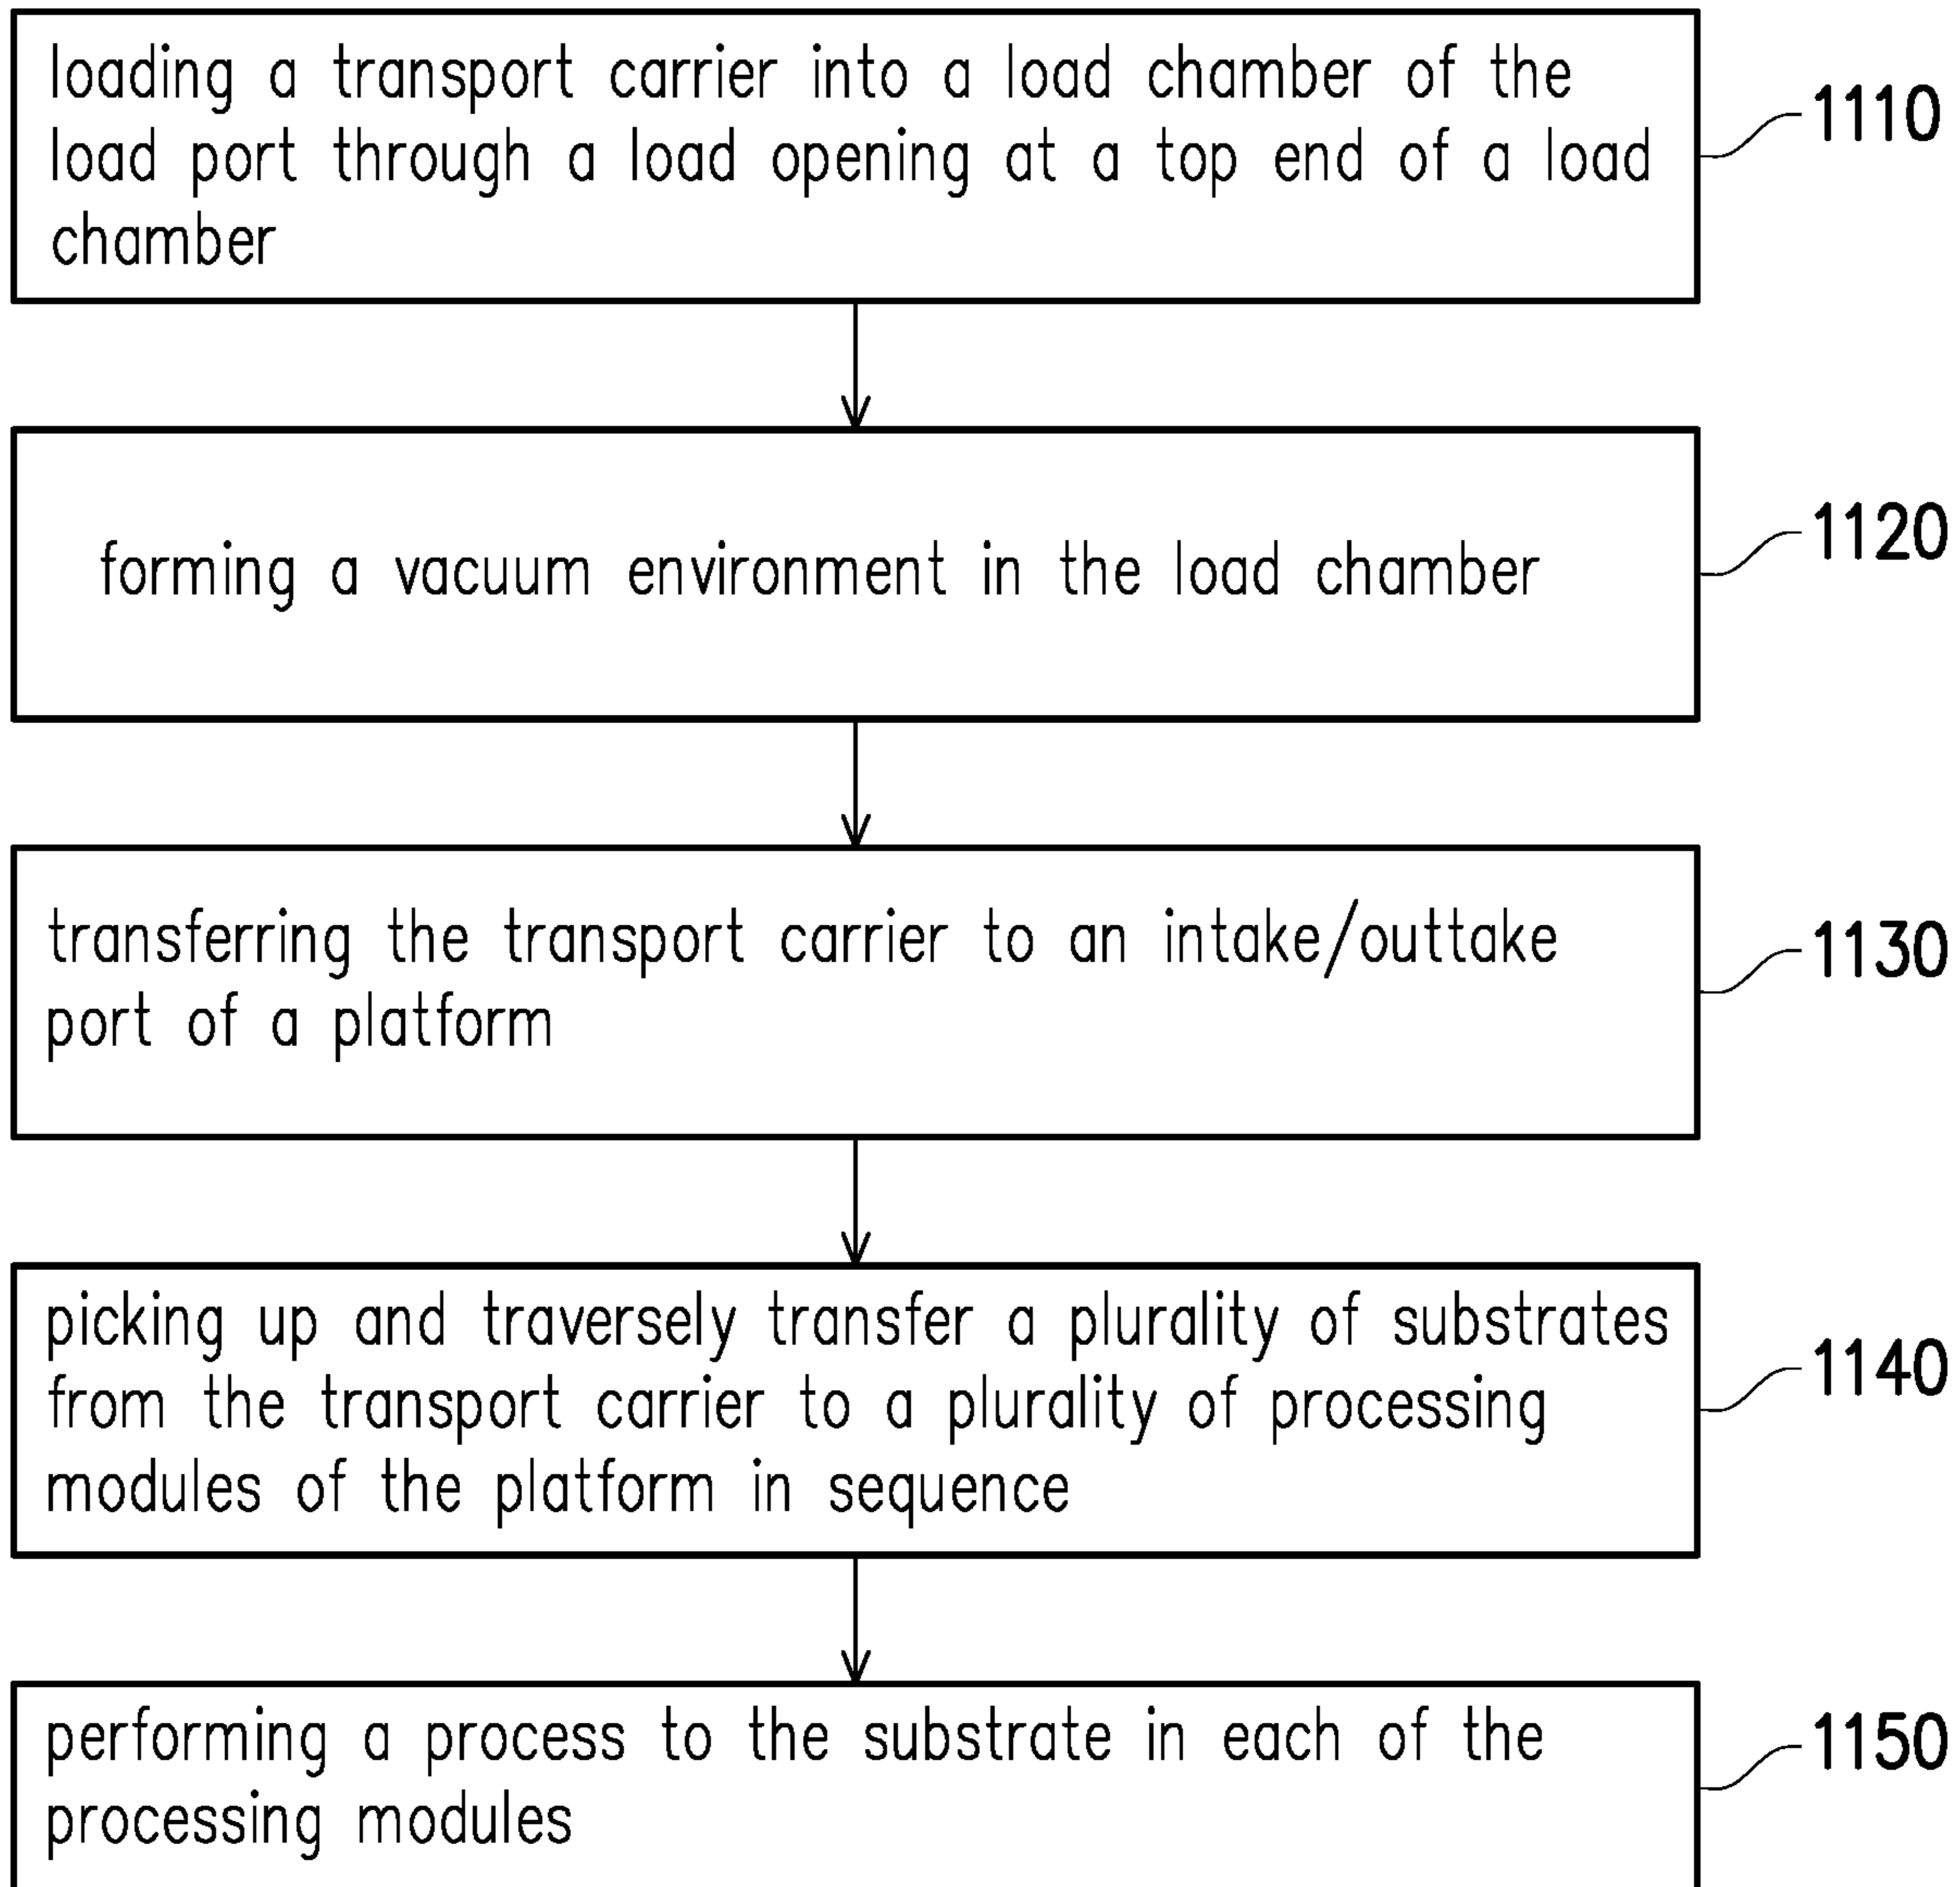 loading a transport carrier into a load chamber of the
load port through a load opening at a top end of a load
chamber
1110
forming a vacuum environment in the load chamber
1120
transferring the transport carrier to an intake/outtake
port of a platform
1130
picking up and traversely transfer a plurality of substrates
from the transport carrier to a plurality of processing
modules of the platform in sequence
1140
performing a process to the substrate in each of the
processing modules
1150